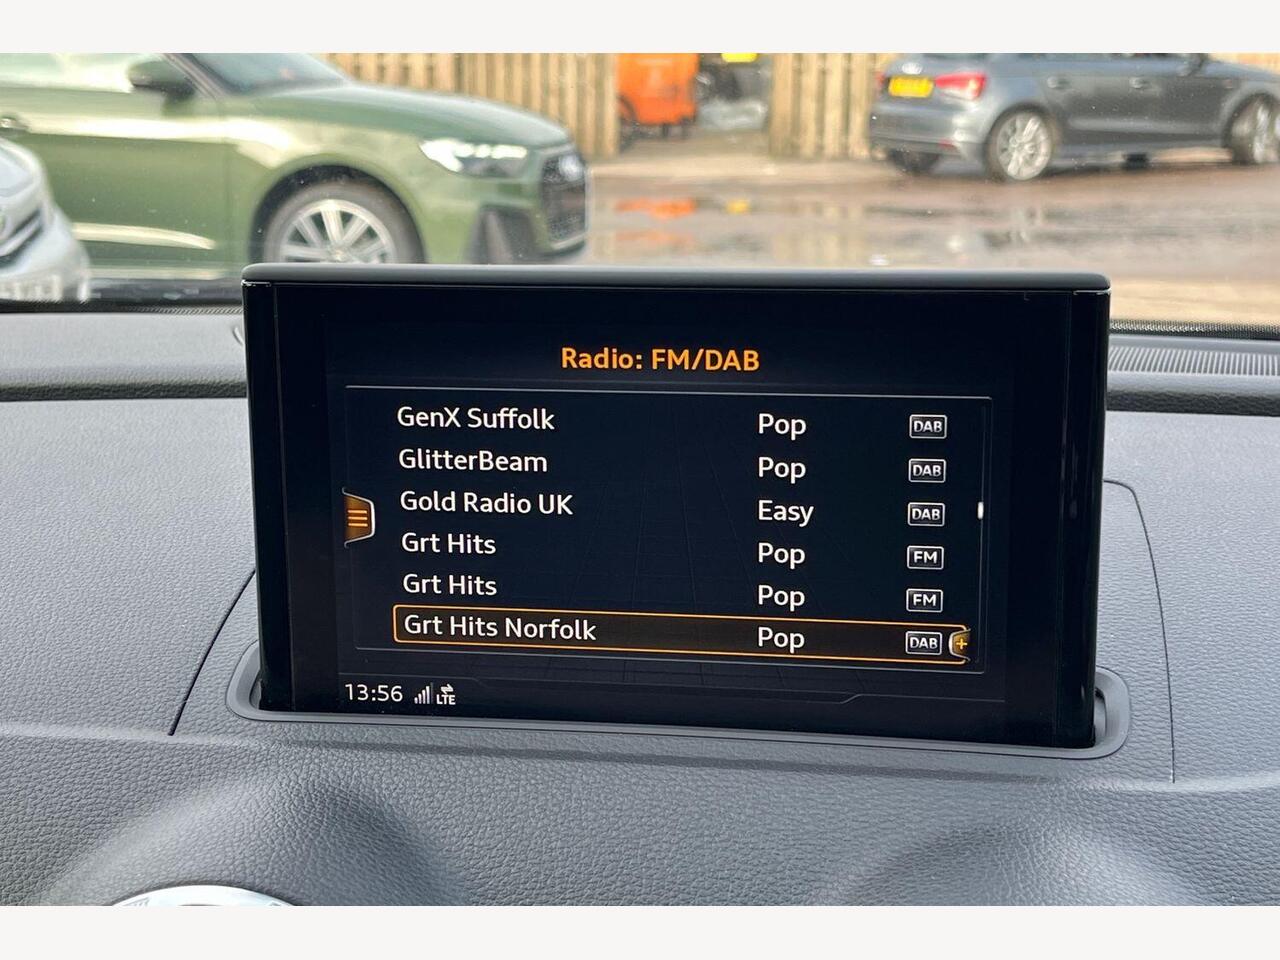 Radio: FM/DAB
GenX Suffolk Pop DAB
GlitterBeam Pop DAB
Gold Radio UK Easy DAB
Grt Hits Pop FM
Grt Hits Pop FM
Grt Hits Norfolk Pop DAB +
13:56 LTE